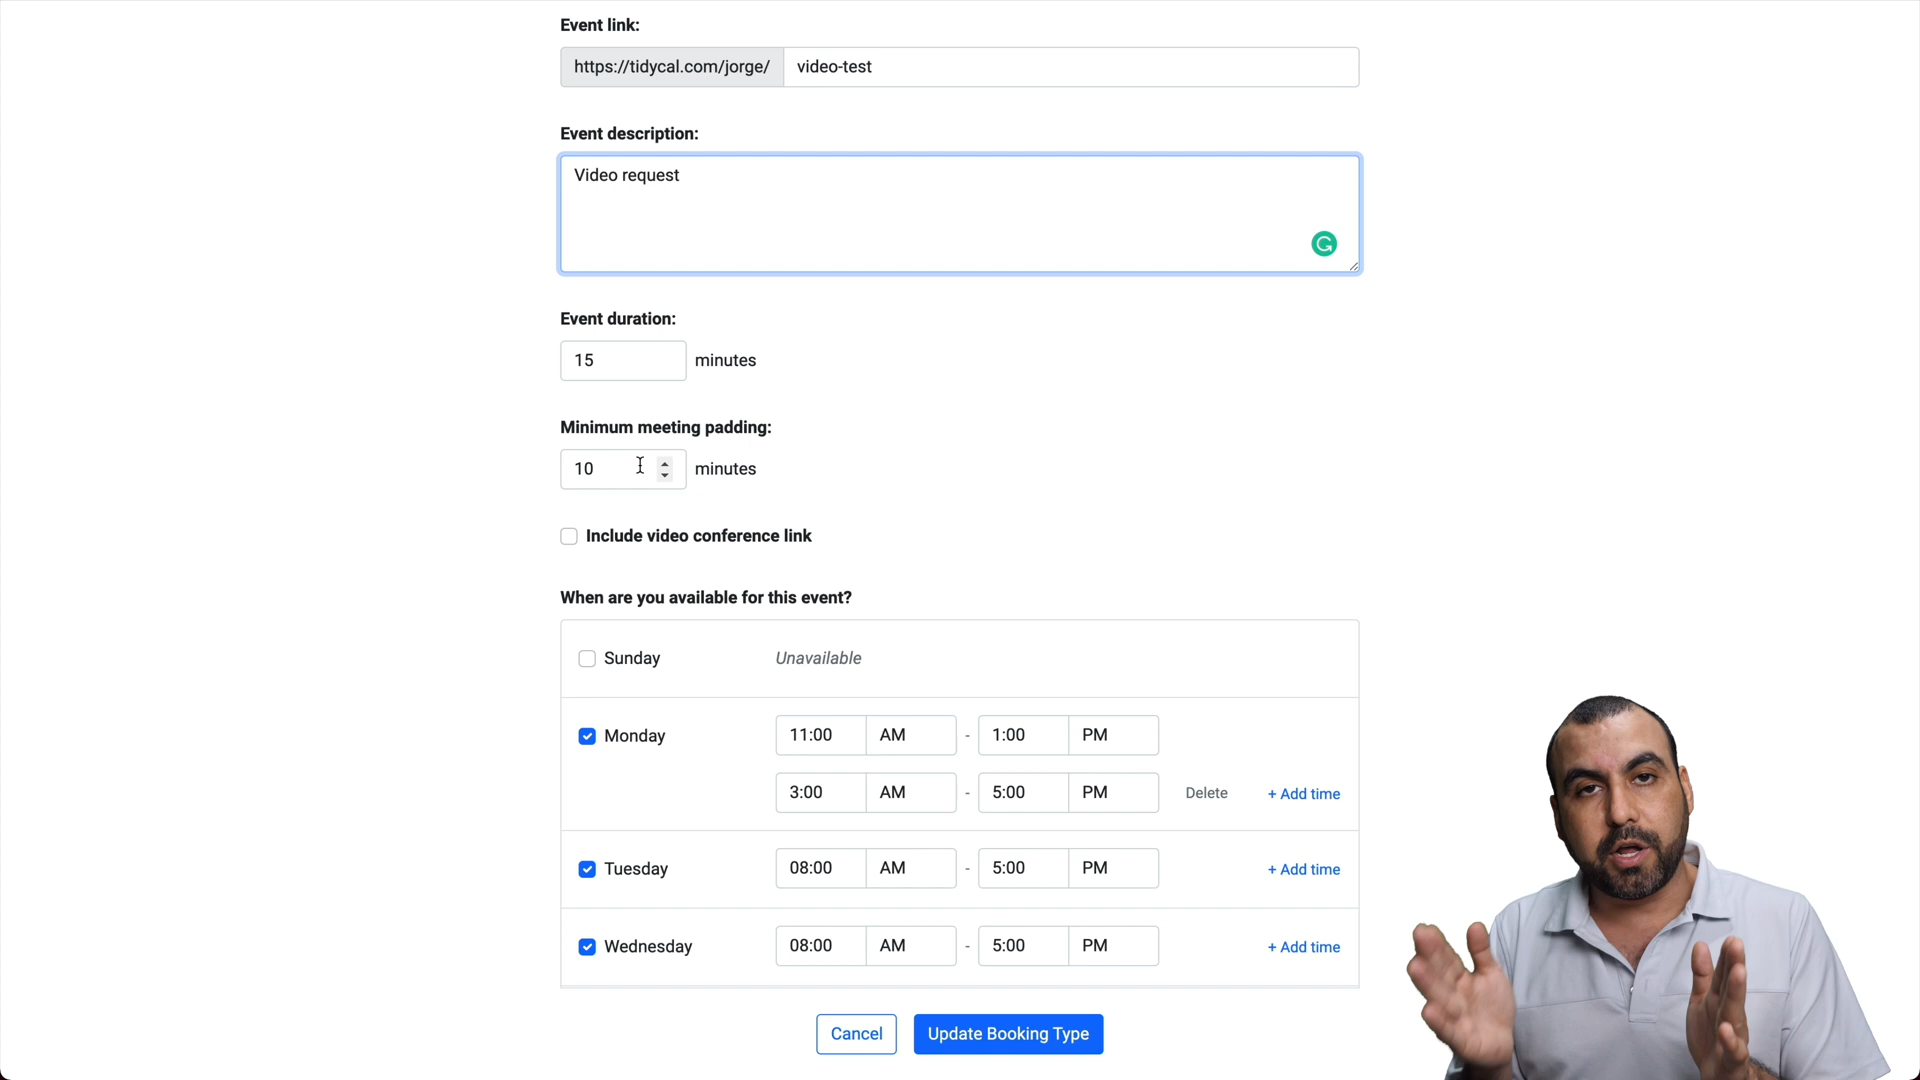 Event link:
https://tidycal.com/jorge/ video-test
Event description:
Video request
Event duration:
15 minutes
Minimum meeting padding:
10 minutes
Include video conference link
When are you available for this event?
Sunday Unavailable
Monday 11:00 AM - 1:00 PM
3:00 AM - 5:00 PM Delete + Add time
Tuesday 08:00 AM - 5:00 PM + Add time
Wednesday 08:00 AM - 5:00 PM + Add time
Cancel Update Booking Type